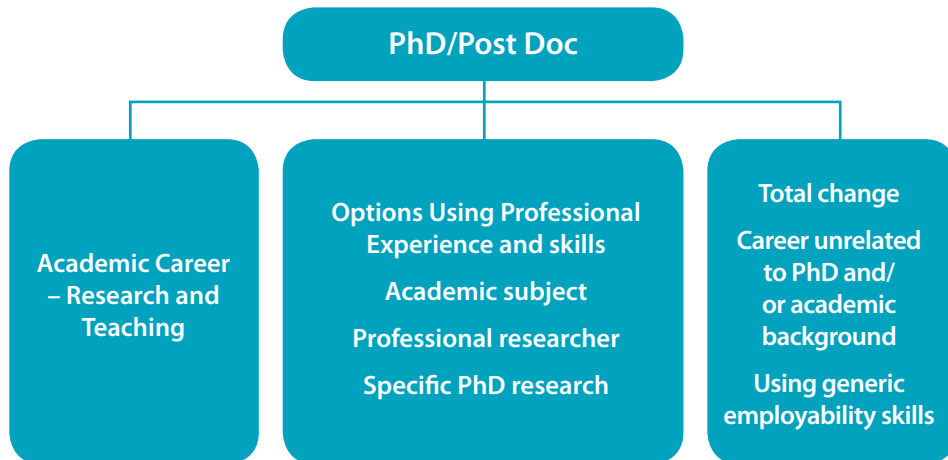 PhD/Post Doc
Academic Career
– Research and
Teaching
Options Using Professional
Experience and skills
Academic subject
Professional researcher
Specific PhD research
Total change
Career unrelated
to PhD and/
or academic
background
Using generic
employability skills